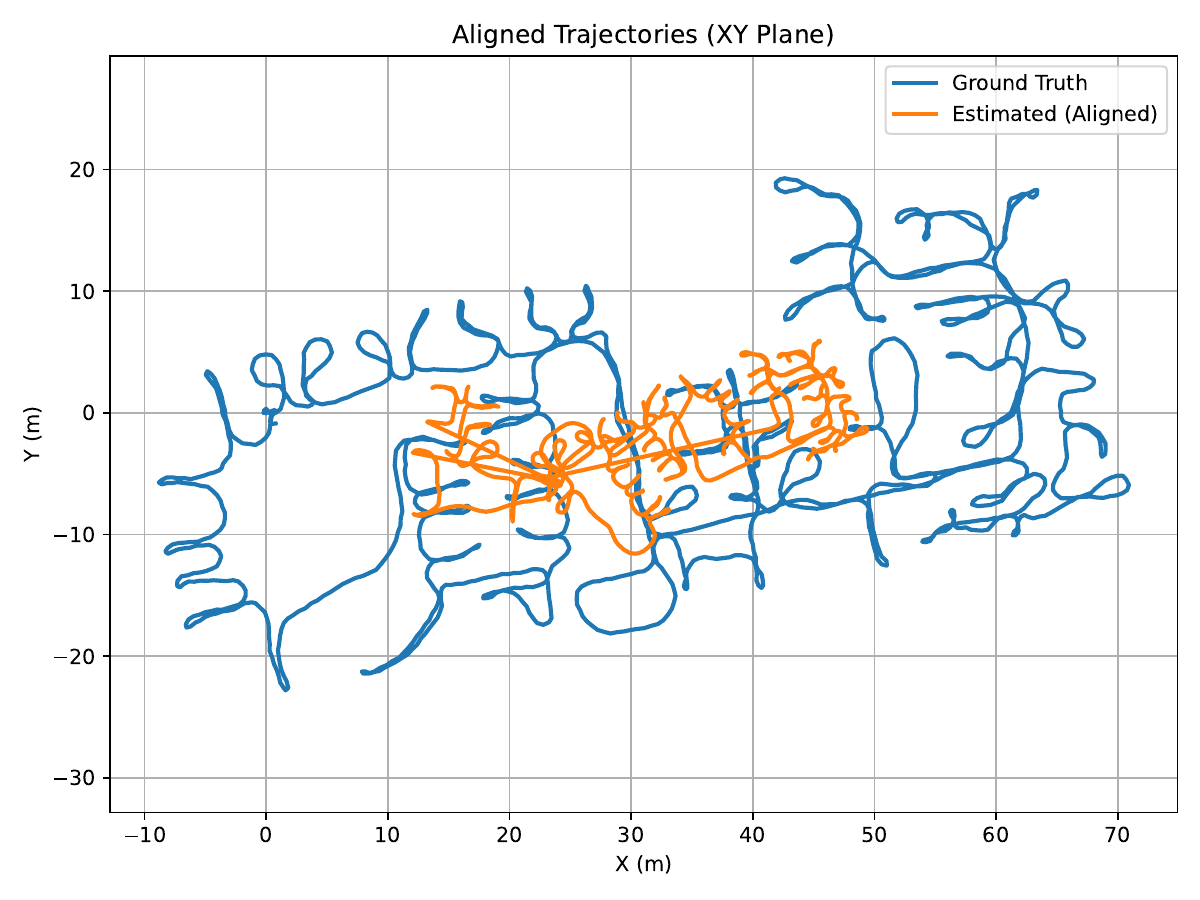 Aligned Trajectories (XY Plane)
Ground Truth
Estimated (Aligned)
Y (m)
20
10
0
−10
−20
−30
−10 0 10 20 30 40 50 60 70
X (m)